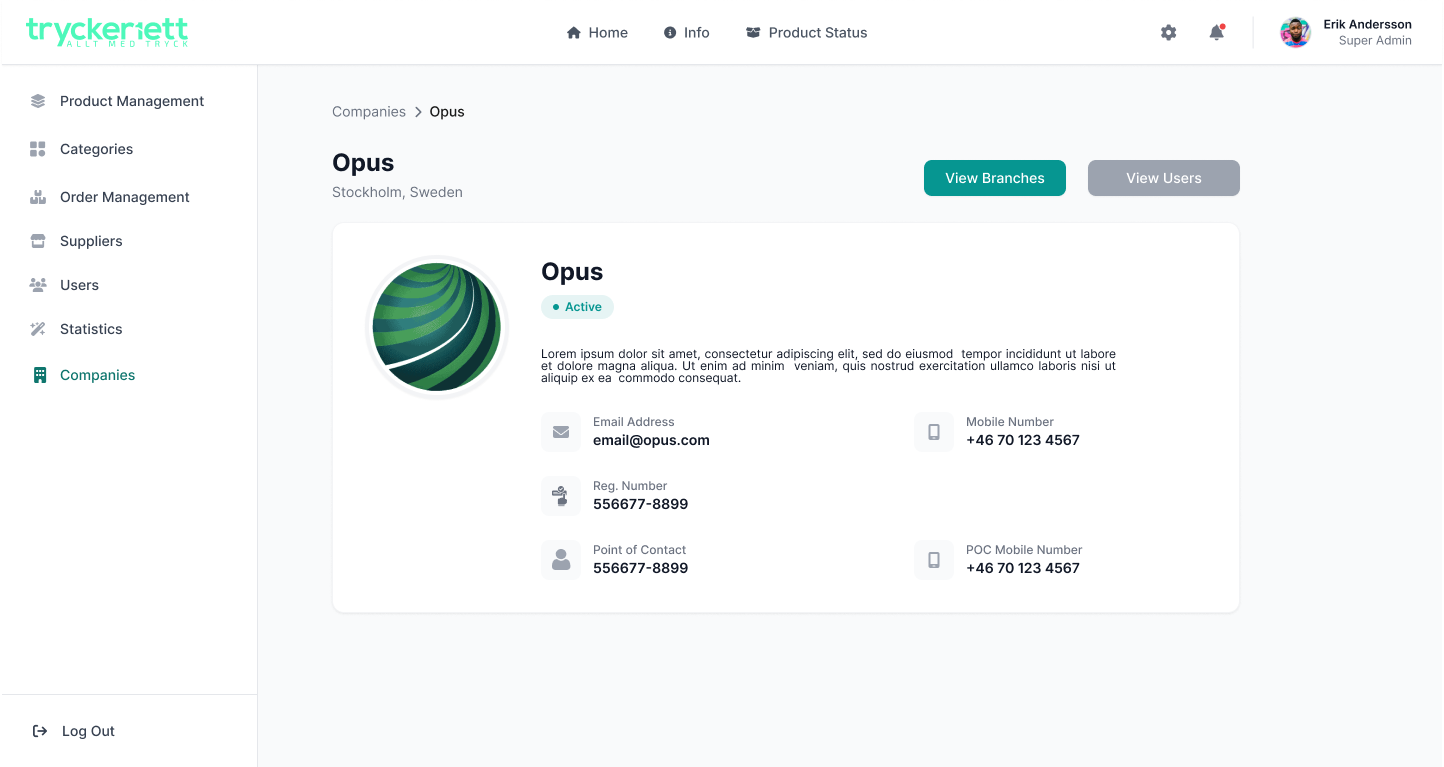 tryckeriett
ALLT MED TRYCK
Home
Info
Product Status
Erik Andersson
Super Admin
Product Management
Categories
Order Management
Suppliers
Users
Statistics
Companies
Log Out
Companies > Opus
Opus
Stockholm, Sweden
View Branches
View Users
Opus
Active
Lorem ipsum dolor sit amet, consectetur adipiscing elit, sed do eiusmod tempor incididunt ut labore
et dolore magna aliqua. Ut enim ad minim veniam, quis nostrud exercitation ullamco laboris nisi ut
aliquip ex ea commodo consequat.
Email Address
email@opus.com
Mobile Number
+46 70 123 4567
Reg. Number
556677-8899
Point of Contact
556677-8899
POC Mobile Number
+46 70 123 4567